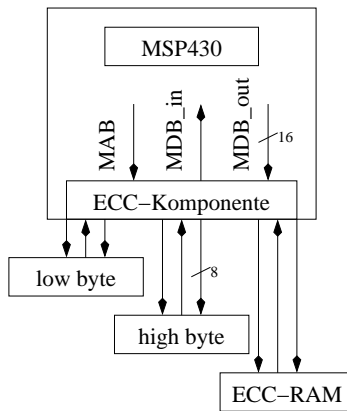 MSP430
MAB
MDB_in
MDB_out
16
ECC−Komponente
low byte
8
high byte
ECC−RAM